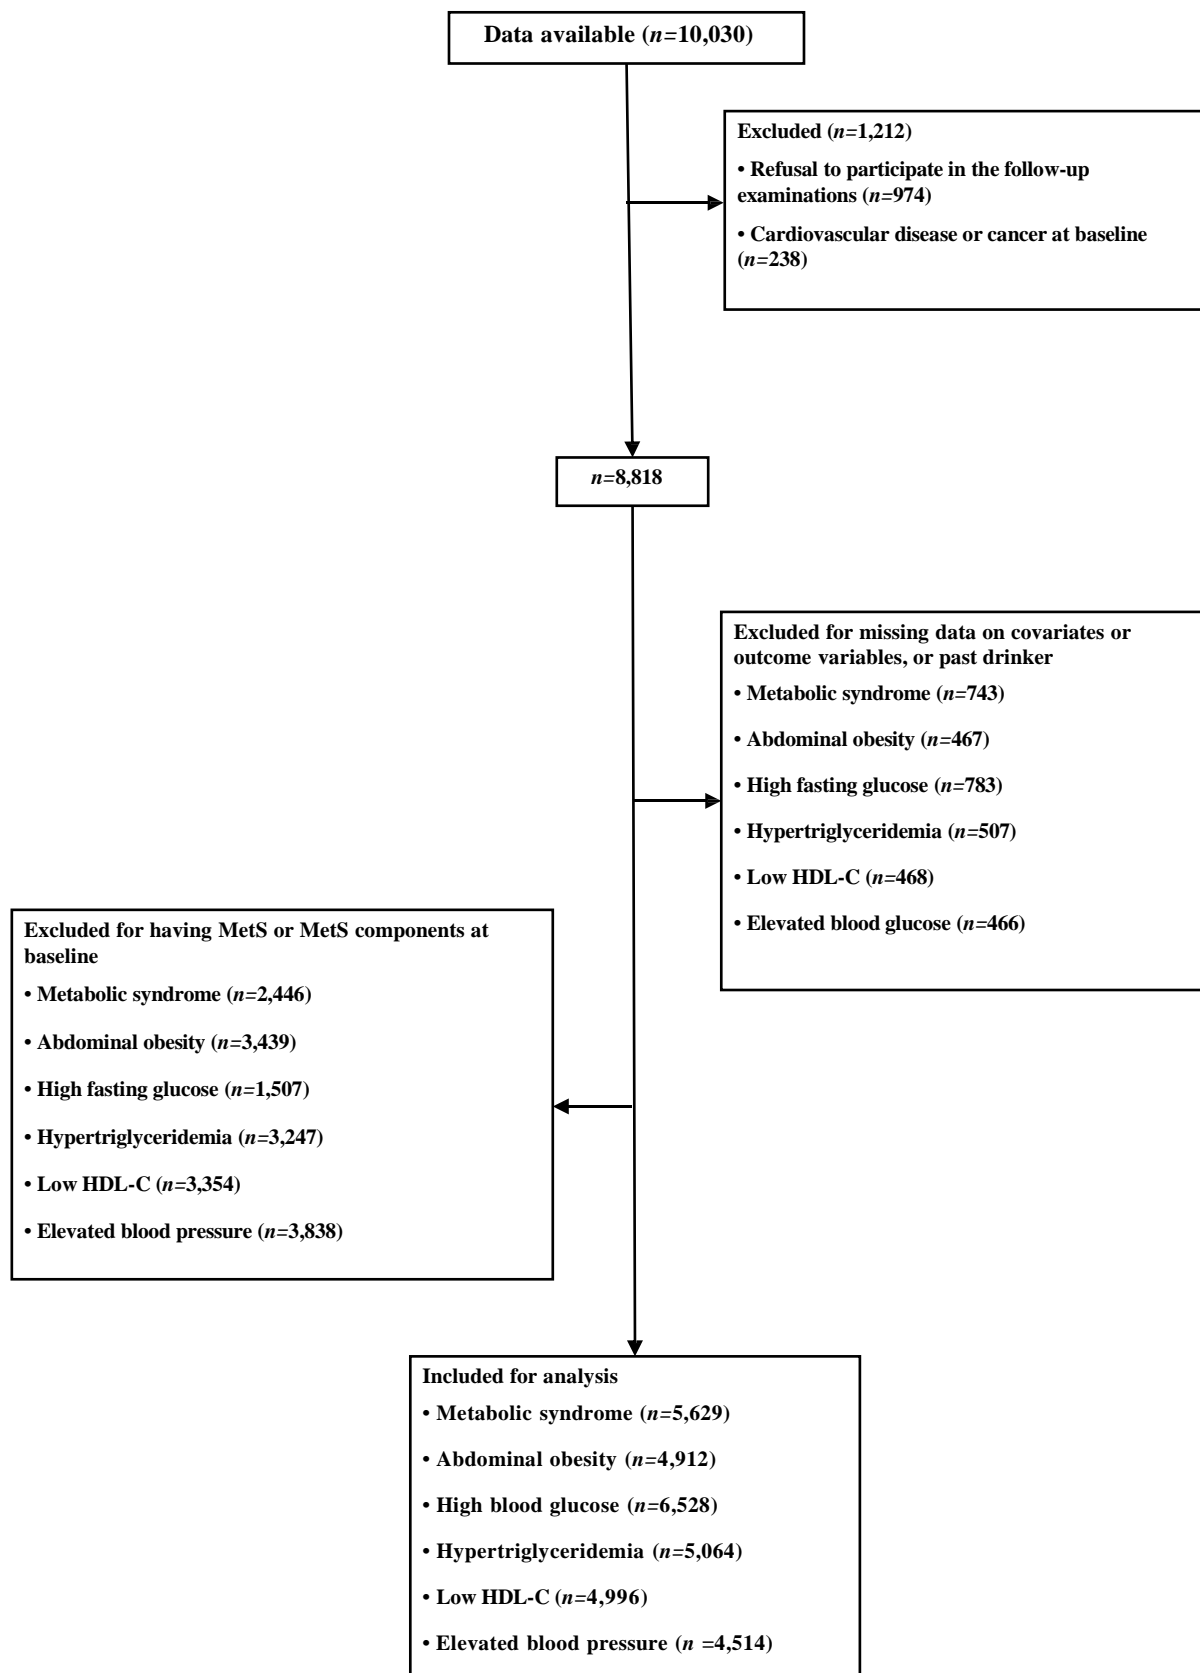 Data available (n=10,030)
Excluded (n=1,212)
• Refusal to participate in the follow-up
examinations (n=974)
• Cardiovascular disease or cancer at baseline
(n=238)
n=8,818
Excluded for missing data on covariates or
outcome variables, or past drinker
• Metabolic syndrome (n=743)
• Abdominal obesity (n=467)
• High fasting glucose (n=783)
• Hypertriglyceridemia (n=507)
• Low HDL-C (n=468)
• Elevated blood glucose (n=466)
Excluded for having MetS or MetS components at
baseline
• Metabolic syndrome (n=2,446)
• Abdominal obesity (n=3,439)
• High fasting glucose (n=1,507)
• Hypertriglyceridemia (n=3,247)
• Low HDL-C (n=3,354)
• Elevated blood pressure (n=3,838)
Included for analysis
• Metabolic syndrome (n=5,629)
• Abdominal obesity (n=4,912)
• High blood glucose (n=6,528)
• Hypertriglyceridemia (n=5,064)
• Low HDL-C (n=4,996)
• Elevated blood pressure (n =4,514)